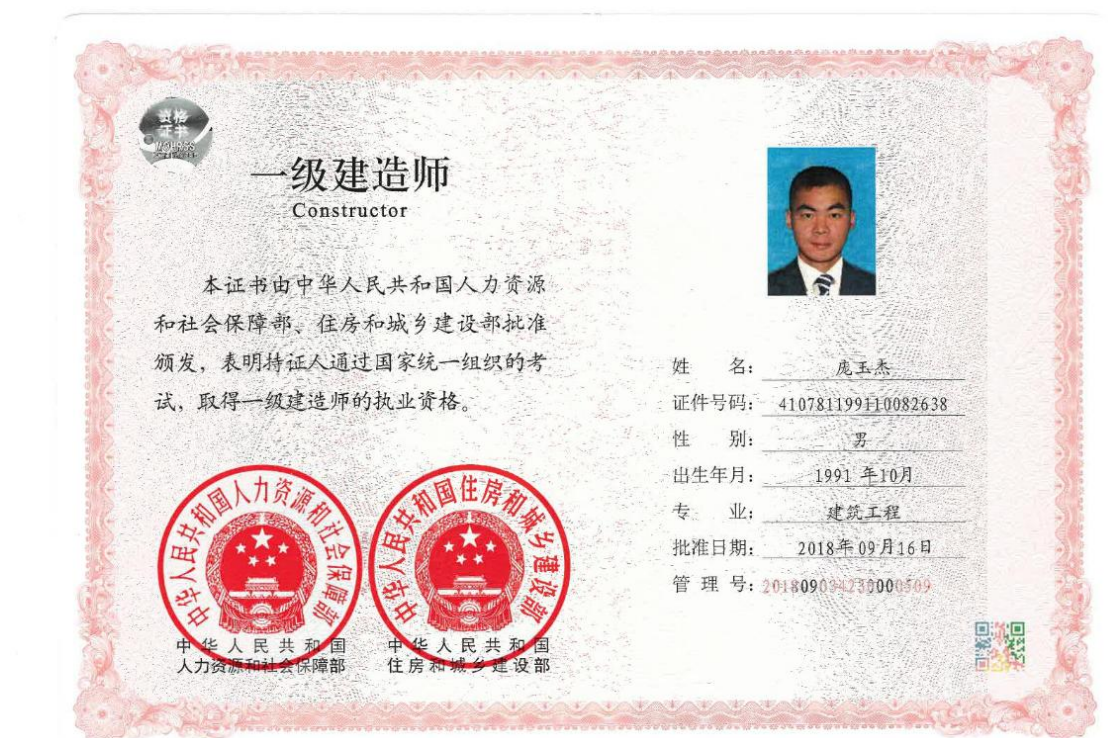 资格
证书
MOHRSS
一级建造师
Constructor
本证书由中华人民共和国人力资源
和社会保障部、住房和城乡建设部批准
颁发,表明持证人通过国家统一组织的考
试,取得一级建造师的执业资格。
中华人民共和国人力资源和社会保障部
中华人民共和国住房和城乡建设部
中华人民共和国
人力资源和社会保障部
中华人民共和国
住房和城乡建设部
姓 名: 庞玉杰
证件号码: 410781199110082638
性 别: 男
出生年月: 1991 年10月
专 业: 建筑工程
批准日期: 2018年09月16日
管 理 号: 201809034230000509